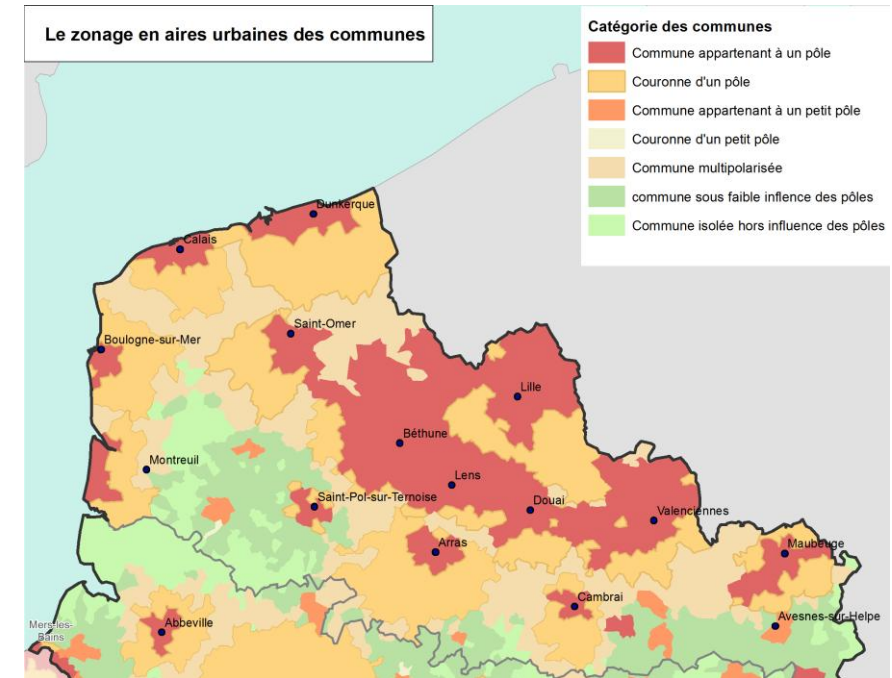 Le zonage en aires urbaines des communes
Catégorie des communes
Commune appartenant à un pôle
Couronne d'un pôle
Commune appartenant à un petit pôle
Couronne d'un petit pôle
Commune multipolarisée
commune sous faible inflence des pôles
Commune isolée hors influence des pôles
Dunkerque
Calais
Saint-Omer
Boulogne-sur-Mer
Lille
Béthune
Montreuil
Lens
Saint-Pol-sur-Ternoise
Douai
Valenciennes
Arras
Maubeuge
Cambrai
Abbeville
Avesnes-sur-Helpe
Mers-les-
Bains